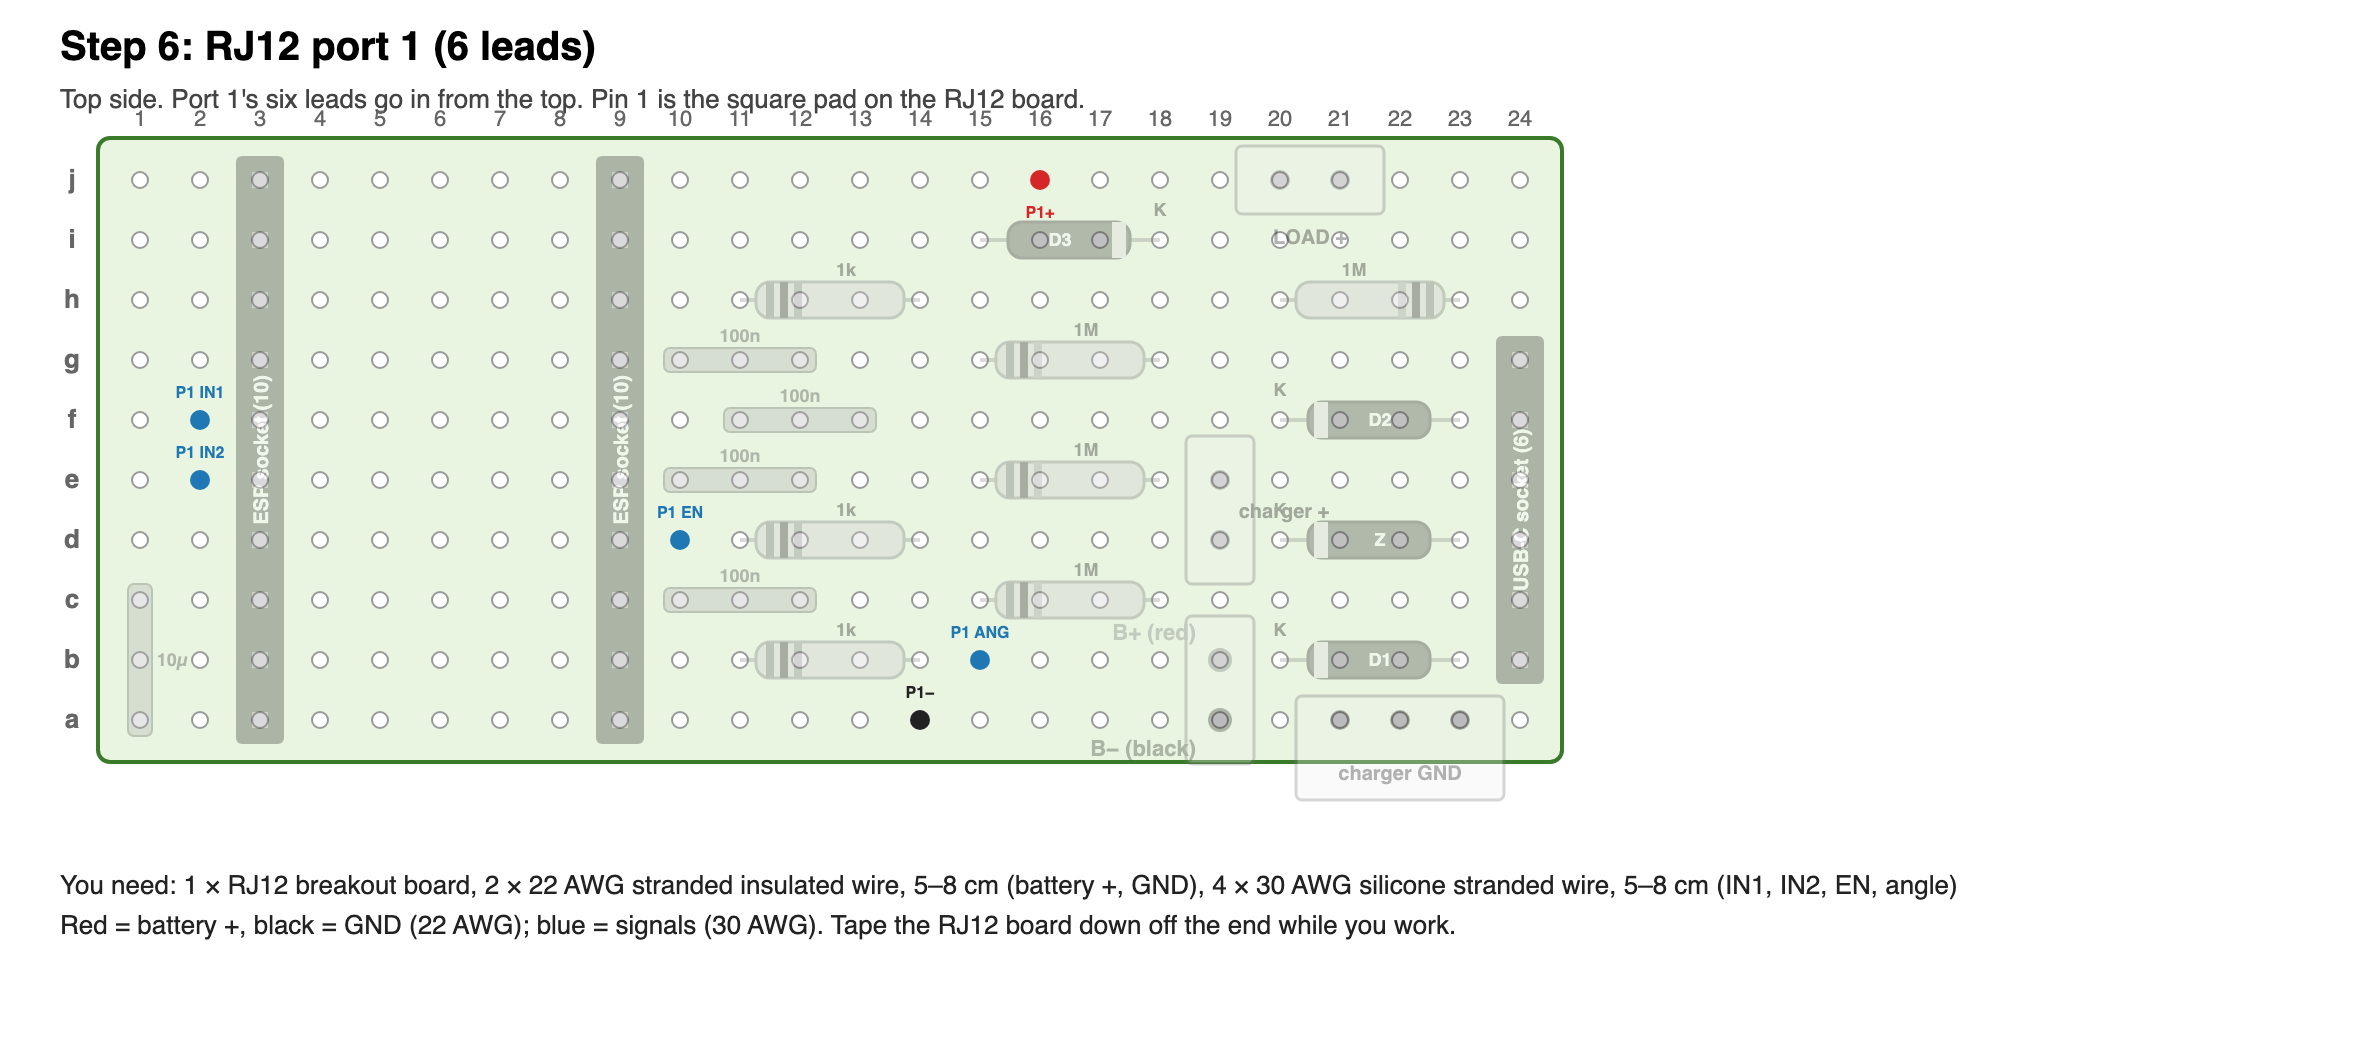 Step 6: RJ12 port 1 (6 leads)
Top side. Port 1's six leads go in from the top. Pin 1 is the square pad on the RJ12 board.
1 2 3 4 5 6 7 8 9 10 11 12 13 14 15 16 17 18 19 20 21 22 23 24
j
P1+ K
i D3 LOAD +
1k 1M
h
100n 1M
g
P1 IN1 100n K
f D2
P1 IN2 100n 1M
e
ESP socket (10) ESP socket (10) USB-C socket (6)
P1 EN 1k charger + K
d Z
100n 1M
c
1k P1 ANG B+ (red) K
b 10µ D1
P1−
a
B− (black)
charger GND
You need: 1 × RJ12 breakout board, 2 × 22 AWG stranded insulated wire, 5–8 cm (battery +, GND), 4 × 30 AWG silicone stranded wire, 5–8 cm (IN1, IN2, EN, angle)
Red = battery +, black = GND (22 AWG); blue = signals (30 AWG). Tape the RJ12 board down off the end while you work.